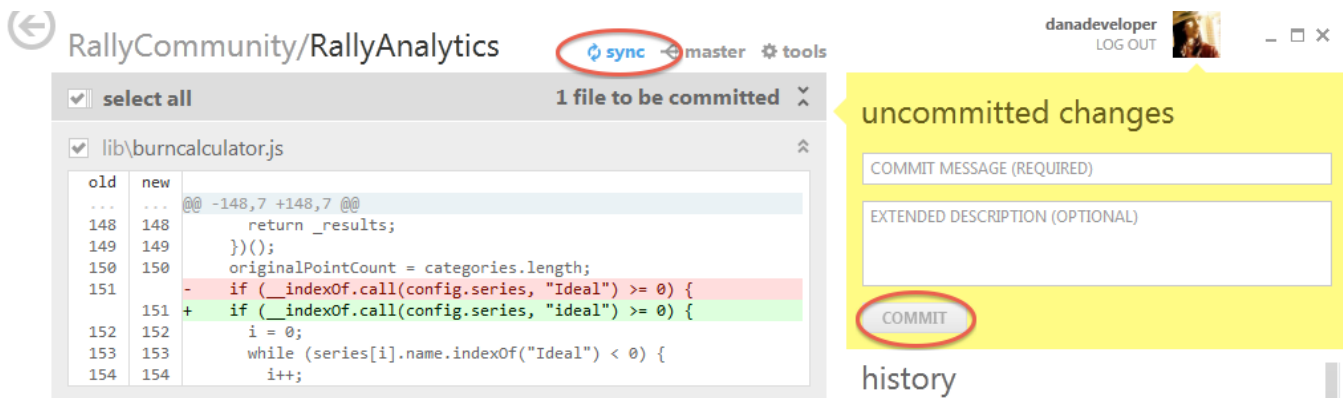 RallyCommunity/RallyAnalytics
sync master tools
danadeveloper
LOG OUT
select all 1 file to be committed
lib\burncalculator.js
old new
... ... @@ -148,7 +148,7 @@
148 148 return _results;
149 149 })();
150 150 originalPointCount = categories.length;
151 - if (__indexOf.call(config.series, "Ideal") >= 0) {
151 + if (__indexOf.call(config.series, "ideal") >= 0) {
152 152 i = 0;
153 153 while (series[i].name.indexOf("Ideal") < 0) {
154 154 i++;
uncommitted changes
COMMIT MESSAGE (REQUIRED)
EXTENDED DESCRIPTION (OPTIONAL)
COMMIT
history